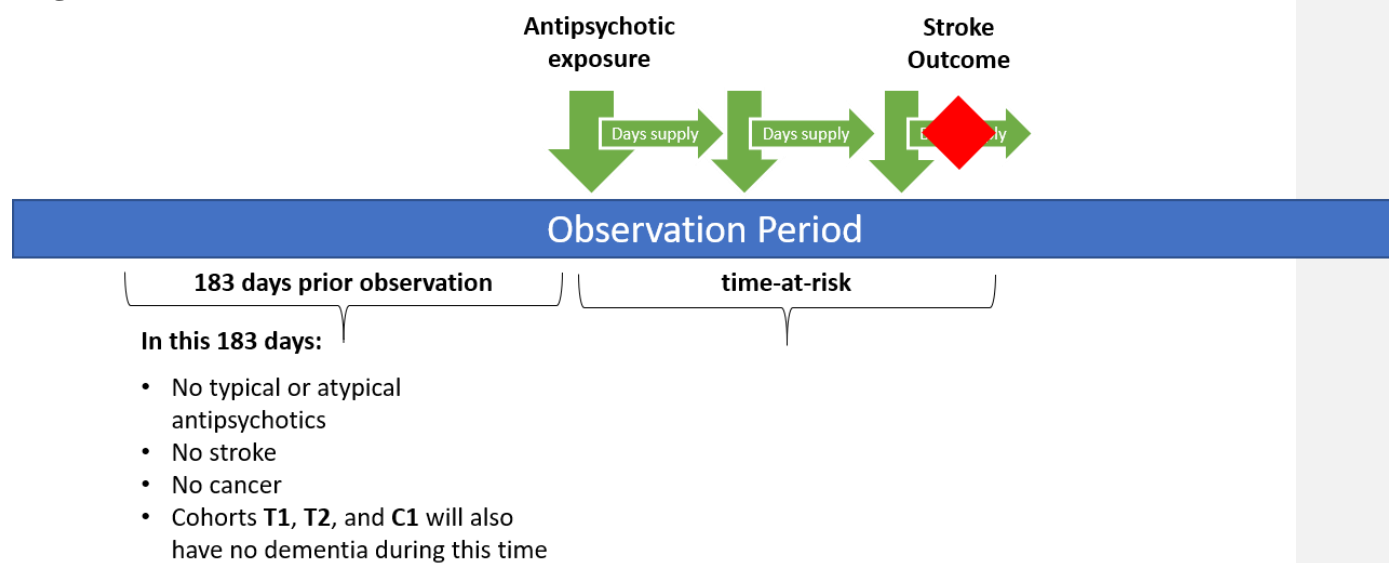 Antipsychotic
exposure
Stroke
Outcome
Days supply
Days supply
Observation Period
183 days prior observation
time-at-risk
In this 183 days:
• No typical or atypical
antipsychotics
• No stroke
• No cancer
• Cohorts T1, T2, and C1 will also
have no dementia during this time